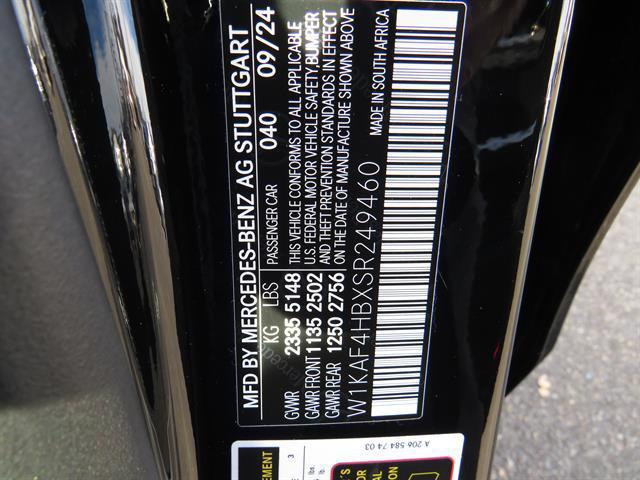 MFD BY MERCEDES-BENZ AG STUTTGART
KG LBS PASSENGER CAR 040 09/24
GVWR 2335 5148 THIS VEHICLE CONFORMS TO ALL APPLICABLE
GAWR FRONT 1135 2502 U.S. FEDERAL MOTOR VEHICLE SAFETY, BUMPER
GAWR REAR 1250 2756 AND THEFT PREVENTION STANDARDS IN EFFECT
ON THE DATE OF MANUFACTURE SHOWN ABOVE
W1KAF4HBXSR249460 MADE IN SOUTH AFRICA
A 206 584 74 03
3
lbs.
lb.